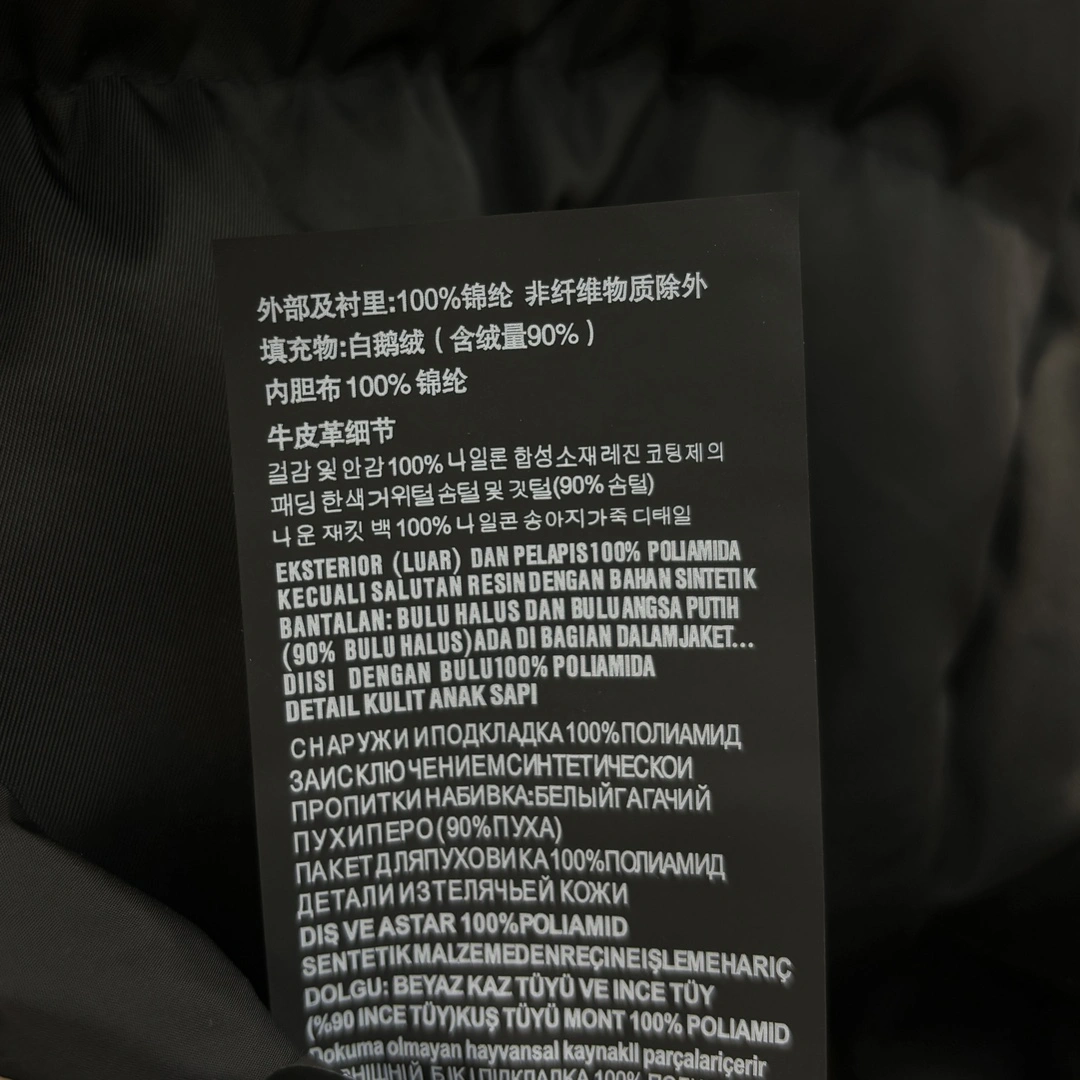 外部及衬里:100%锦纶 非纤维物质除外
填充物:白鹅绒（含绒量90%）
内胆布100%锦纶
牛皮革细节
걸감 및 안감100%나일론 합성소재레진 코팅제의
패딩 한색거위털솜털 및 깃털(90%솜털)
나운 재킷 백 100%나일콘 송아지가죽 디태일
EKSTERIOR (LUAR) DAN PELAPIS100% POLIAMIDA
KECUALI SALUTAN RESIN DENGAN BAHAN SINTETIK
BANTALAN: BULU HALUS DAN BULU ANGSA PUTIH
(90% BULU HALUS)ADA DI BAGIAN DALAMJAKET...
DIISI DENGAN BULU100% POLIAMIDA
DETAIL KULIT ANAK SAPI
СНАРУЖИ ИПОДКЛАДКА100%ПОЛИАМИД
ЗАИСКЛЮЧЕНИЕМСИНТЕТИЧЕСКОИ
ПРОПИТКИНАБИВКА:БЕЛЫЙГАГАЧИЙ
ПУХИПЕРО(90%ПУХА)
ПАКЕТДЛЯПУХОВИКА100%ПОЛИАМИД
ДЕТАЛИ ИЗТЕЛЯЧЬЕЙ КОЖИ
DIŞ VE ASTAR 100%POLIAMID
SENTETIKMALZEMEDENREÇINEIŞLEMEHARIÇ
DOLGU: BEYAZ KAZ TÜYÜ VE INCE TÜY
(%90 INCE TÜY)KUŞ TÜYÜ MONT 100% POLIAMID
Dokuma olmayan hayvansal kaynakll parçalariçerir